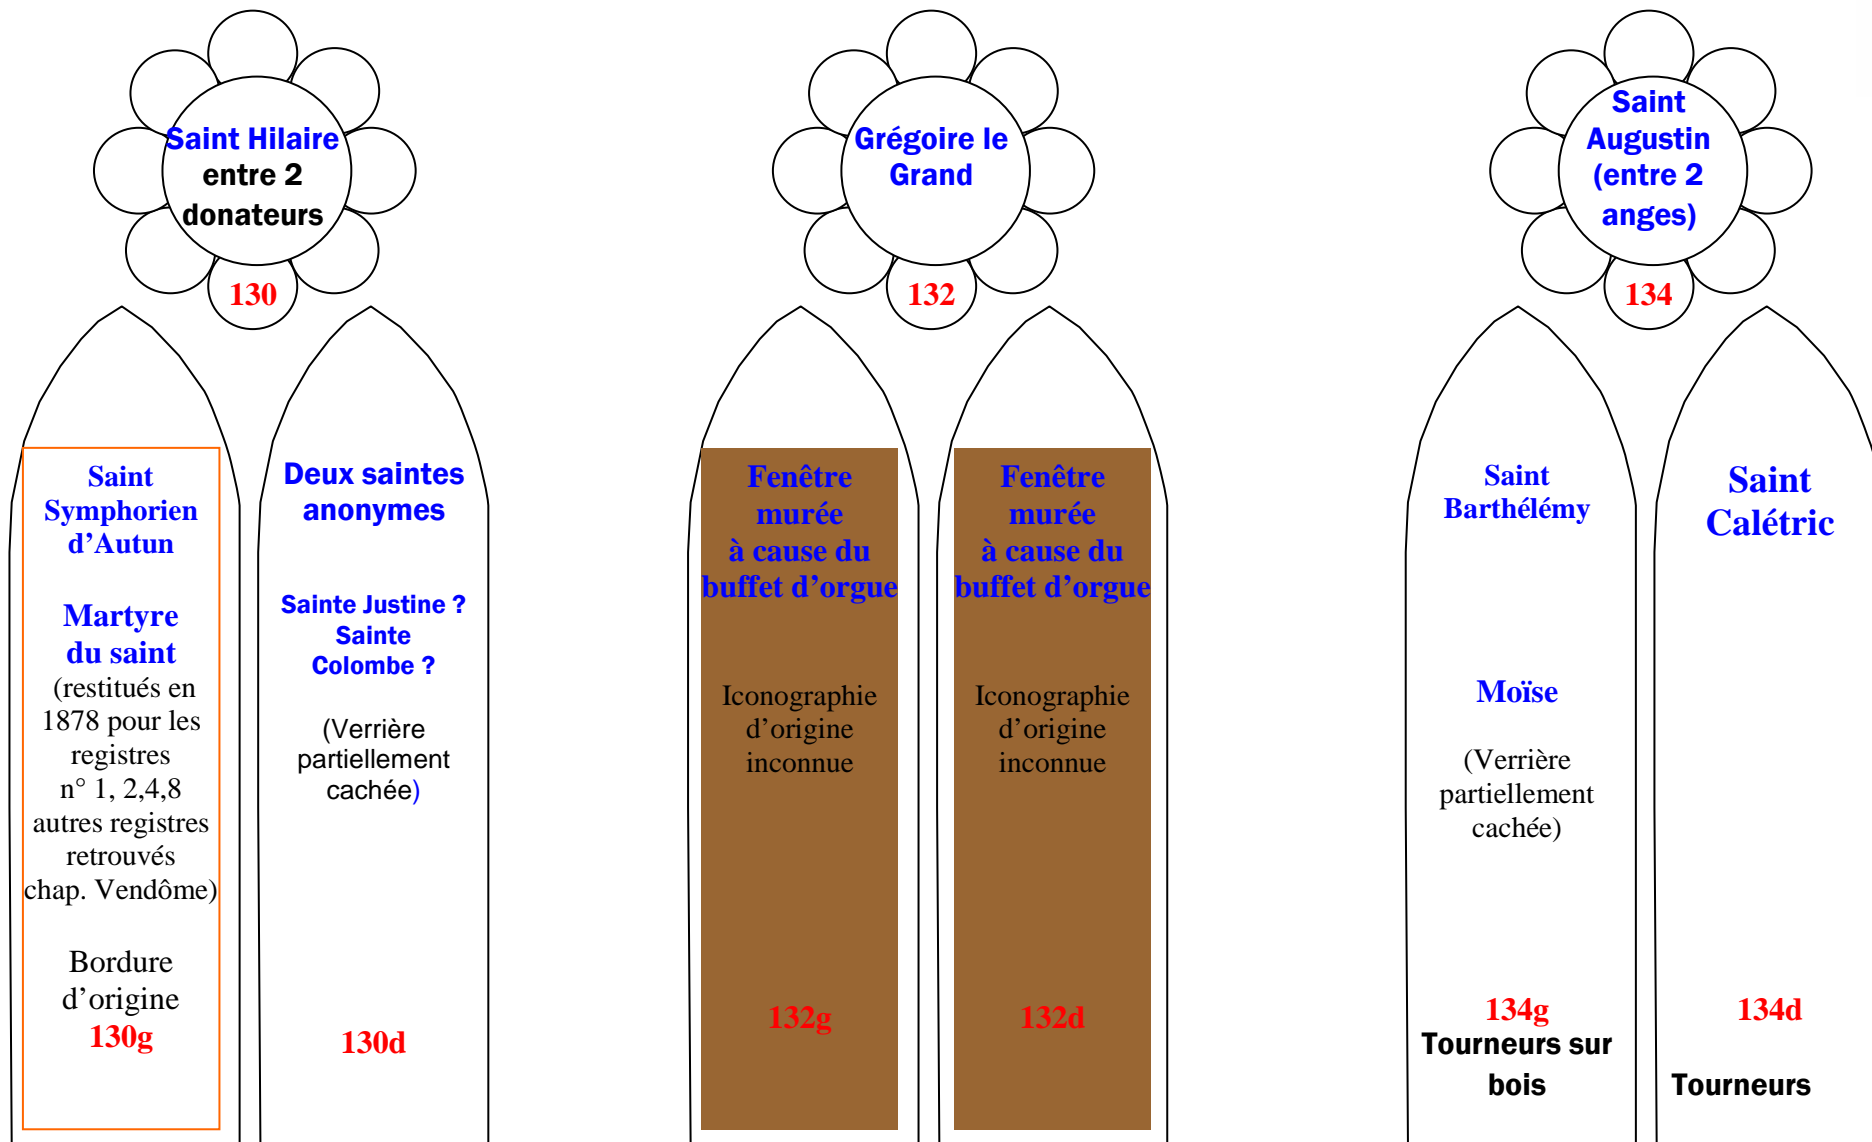 Saint Hilaire
entre 2
donateurs
130
Saint
Symphorien
d’Autun
Martyre
du saint
(restitués en
1878 pour les
registres
n° 1, 2,4,8
autres registres
retrouvés
chap. Vendôme)
Bordure
d’origine
130g
Deux saintes
anonymes
Sainte Justine ?
Sainte
Colombe ?
(Verrière
partiellement
cachée)
130d
Grégoire le
Grand
132
Fenêtre
murée
à cause du
buffet d’orgue
Iconographie
d’origine
inconnue
132g
Fenêtre
murée
à cause du
buffet d’orgue
Iconographie
d’origine
inconnue
132d
Saint
Augustin
(entre 2
anges)
134
Saint
Barthélémy
Moïse
(Verrière
partiellement
cachée)
134g
Tourneurs sur
bois
Saint
Calétric
134d
Tourneurs